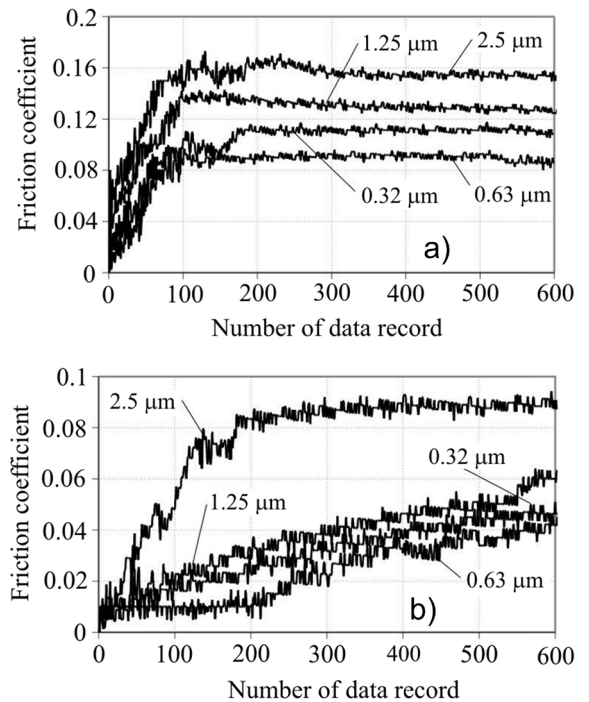 0.2
1.25 µm
2.5 µm
0.16
0.12
0.08
0.04
0
Friction coefficient
0.32 µm
0.63 µm
a)
0 100 200 300 400 500 600
Number of data record
0.1
2.5 µm
0.08
0.06
0.04
0.02
0
Friction coefficient
0.32 µm
1.25 µm
0.63 µm
b)
0 100 200 300 400 500 600
Number of data record